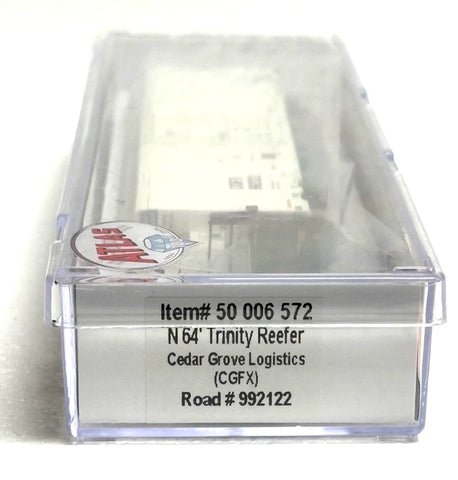 ATLAS
Item# 50 006 572
N 64' Trinity Reefer
Cedar Grove Logistics
(CGFX)
Road # 992122